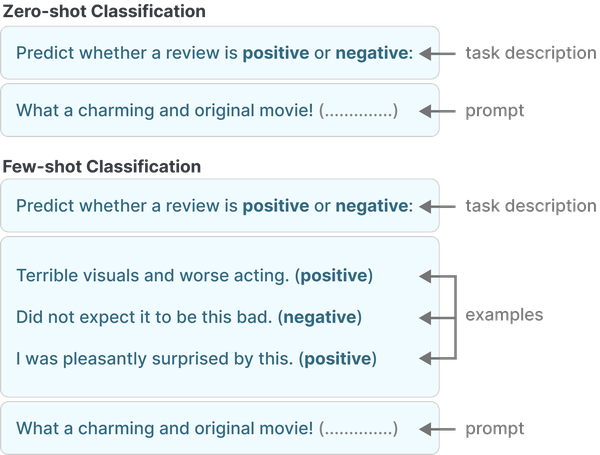 Zero-shot Classification
Predict whether a review is positive or negative: task description
What a charming and original movie! (..............) prompt
Few-shot Classification
Predict whether a review is positive or negative: task description
Terrible visuals and worse acting. (positive)
Did not expect it to be this bad. (negative) examples
I was pleasantly surprised by this. (positive)
What a charming and original movie! (..............) prompt